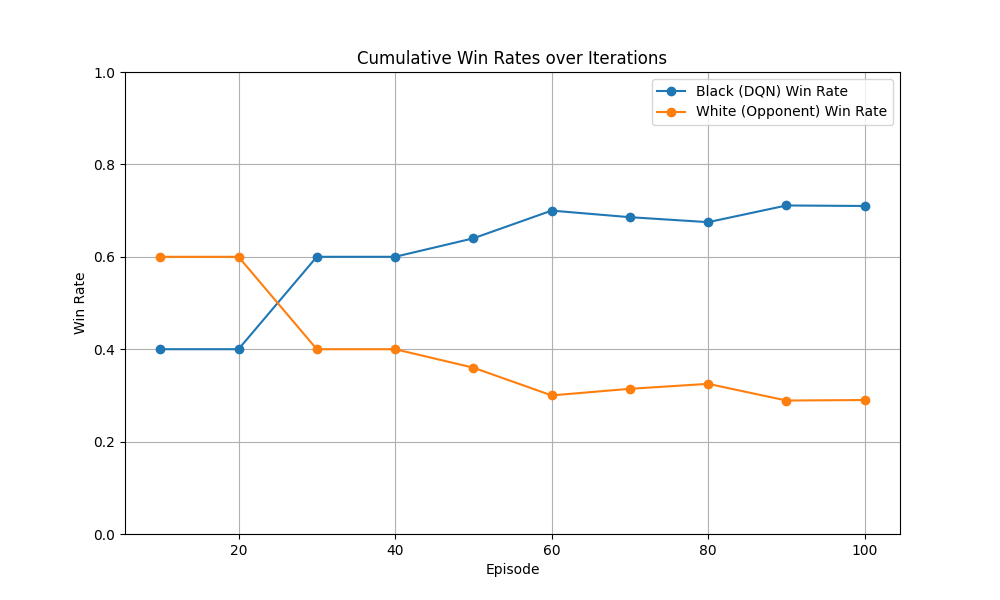 Cumulative Win Rates over Iterations
Black (DQN) Win Rate
White (Opponent) Win Rate
1.0
0.8
0.6
0.4
0.2
0.0
Win Rate
20 40 60 80 100
Episode